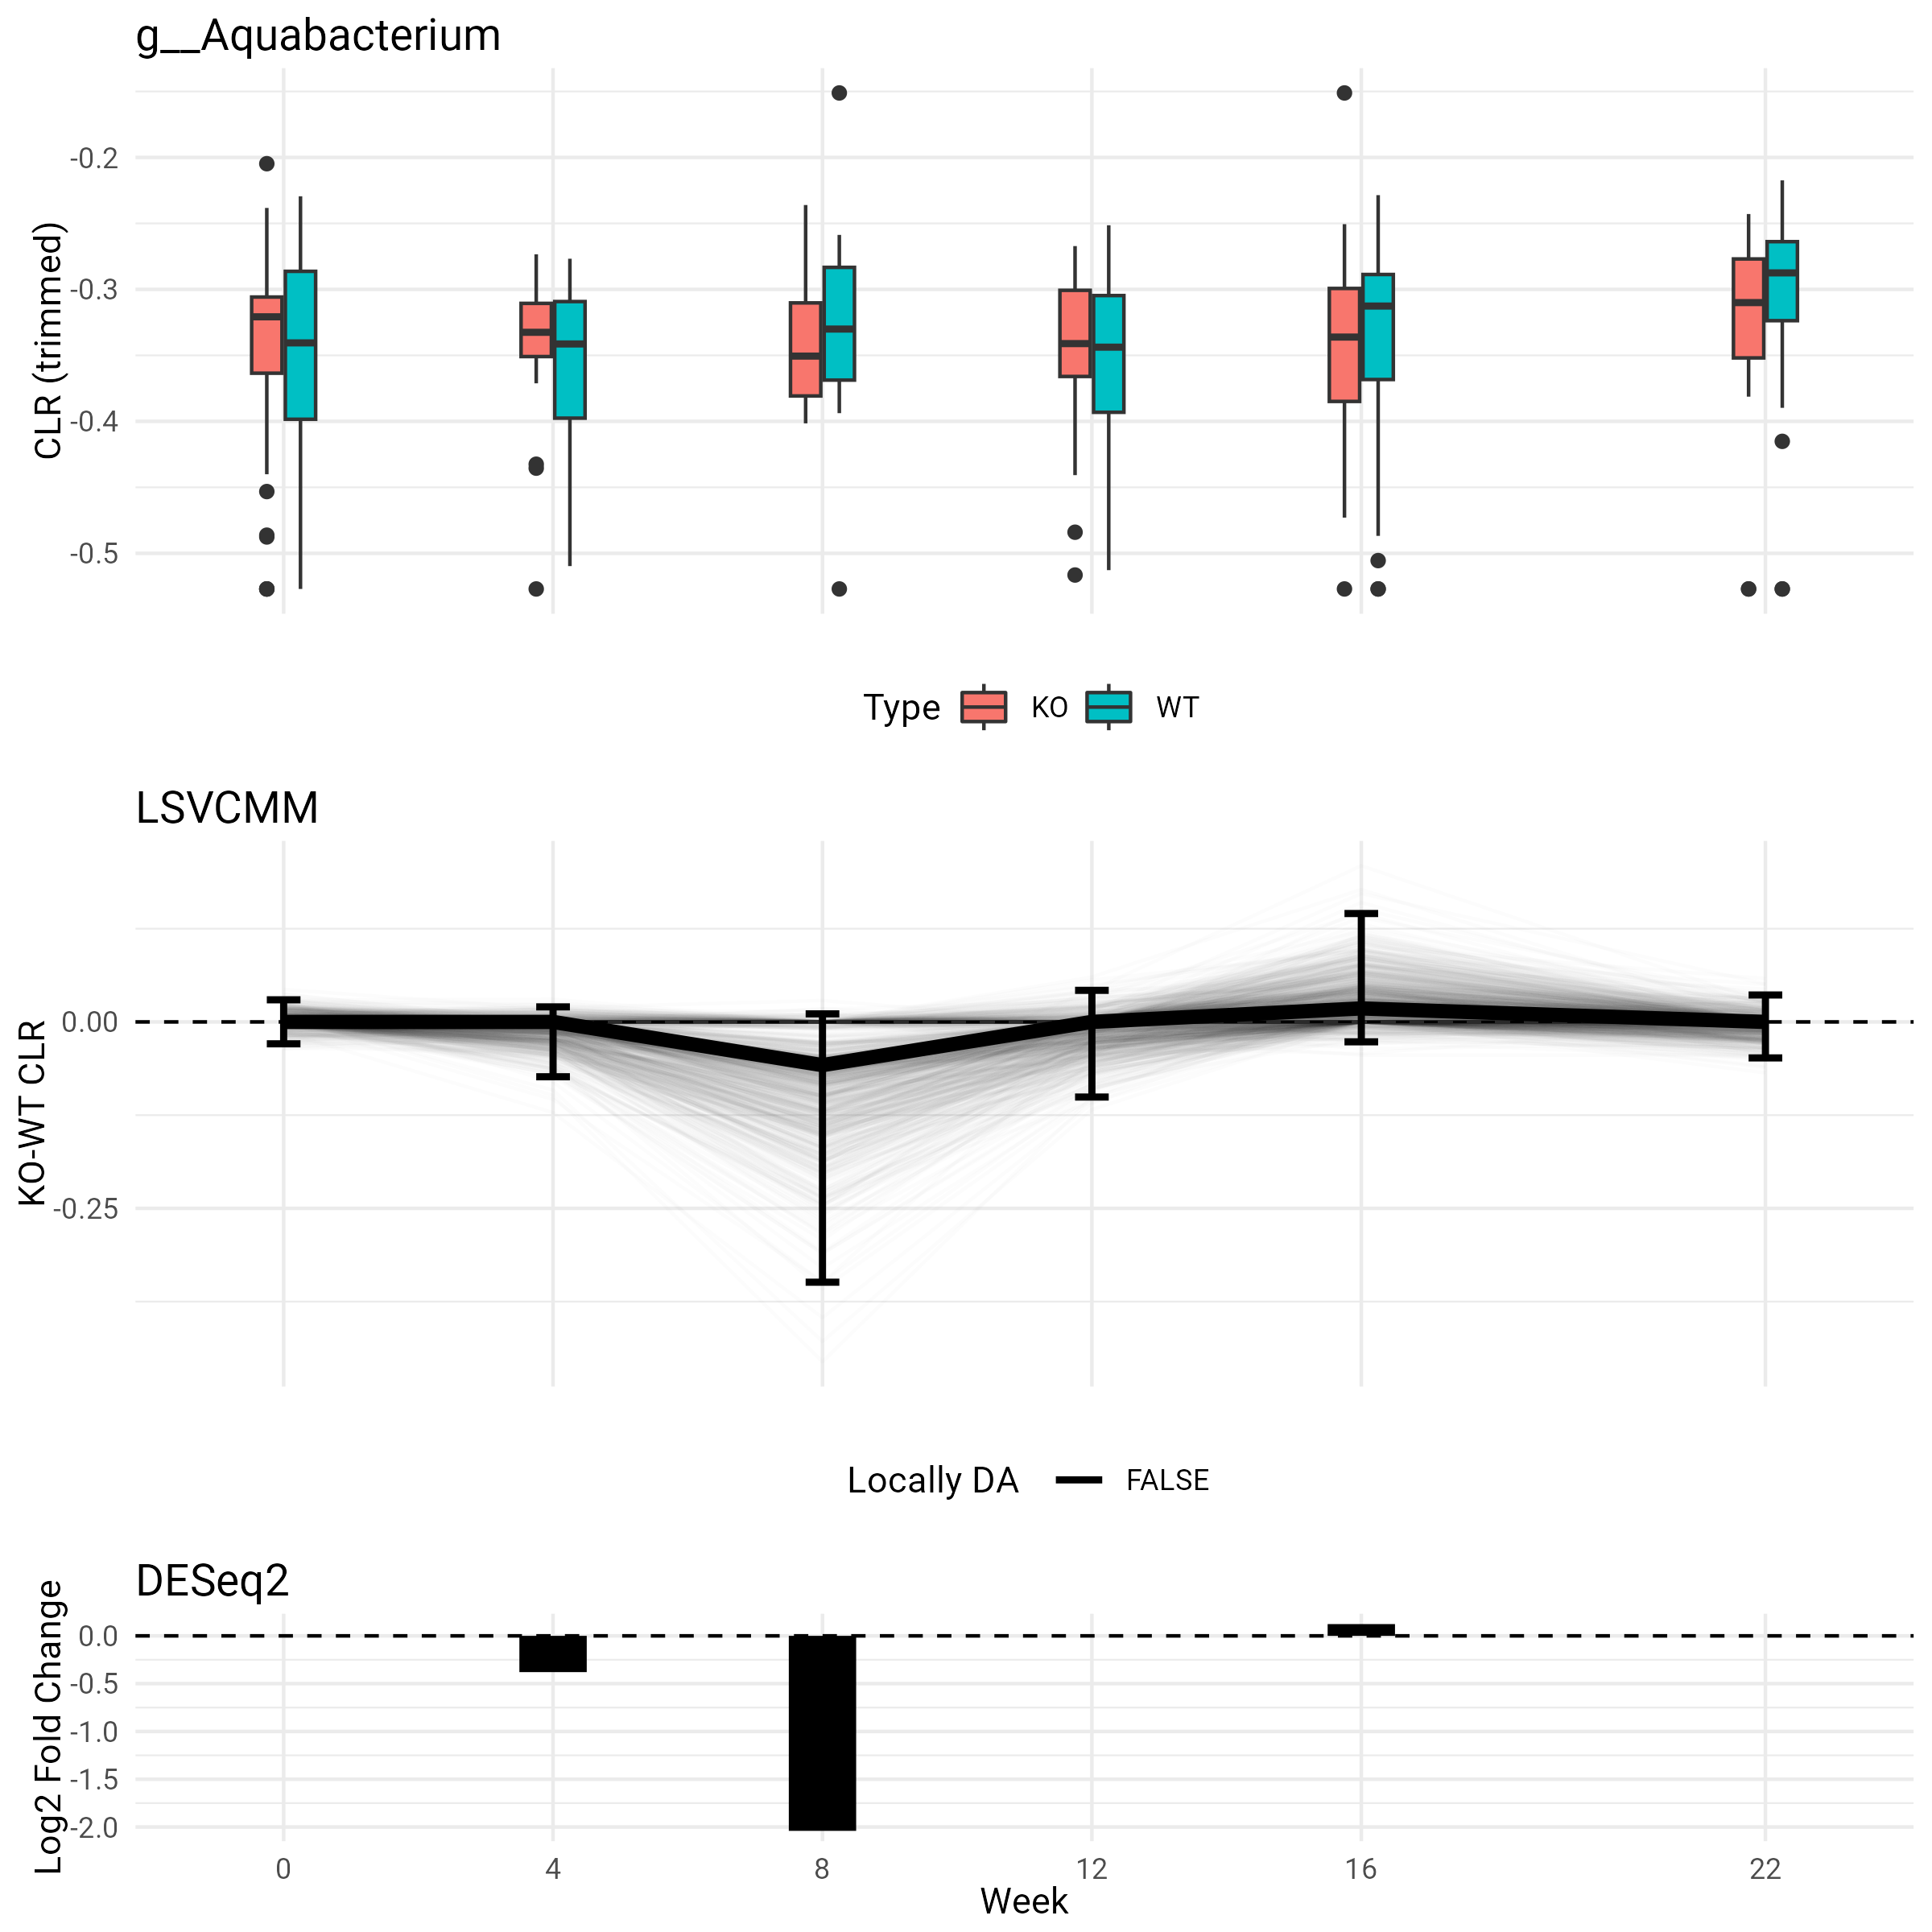 g__Aquabacterium
CLR (trimmed)
-0.2
-0.3
-0.4
-0.5
Type KO WT
LSVCMM
KO-WT CLR
0.00
-0.25
Locally DA FALSE
DESeq2
Log2 Fold Change
0.0
-0.5
-1.0
-1.5
-2.0
0 4 8 12 16 22
Week